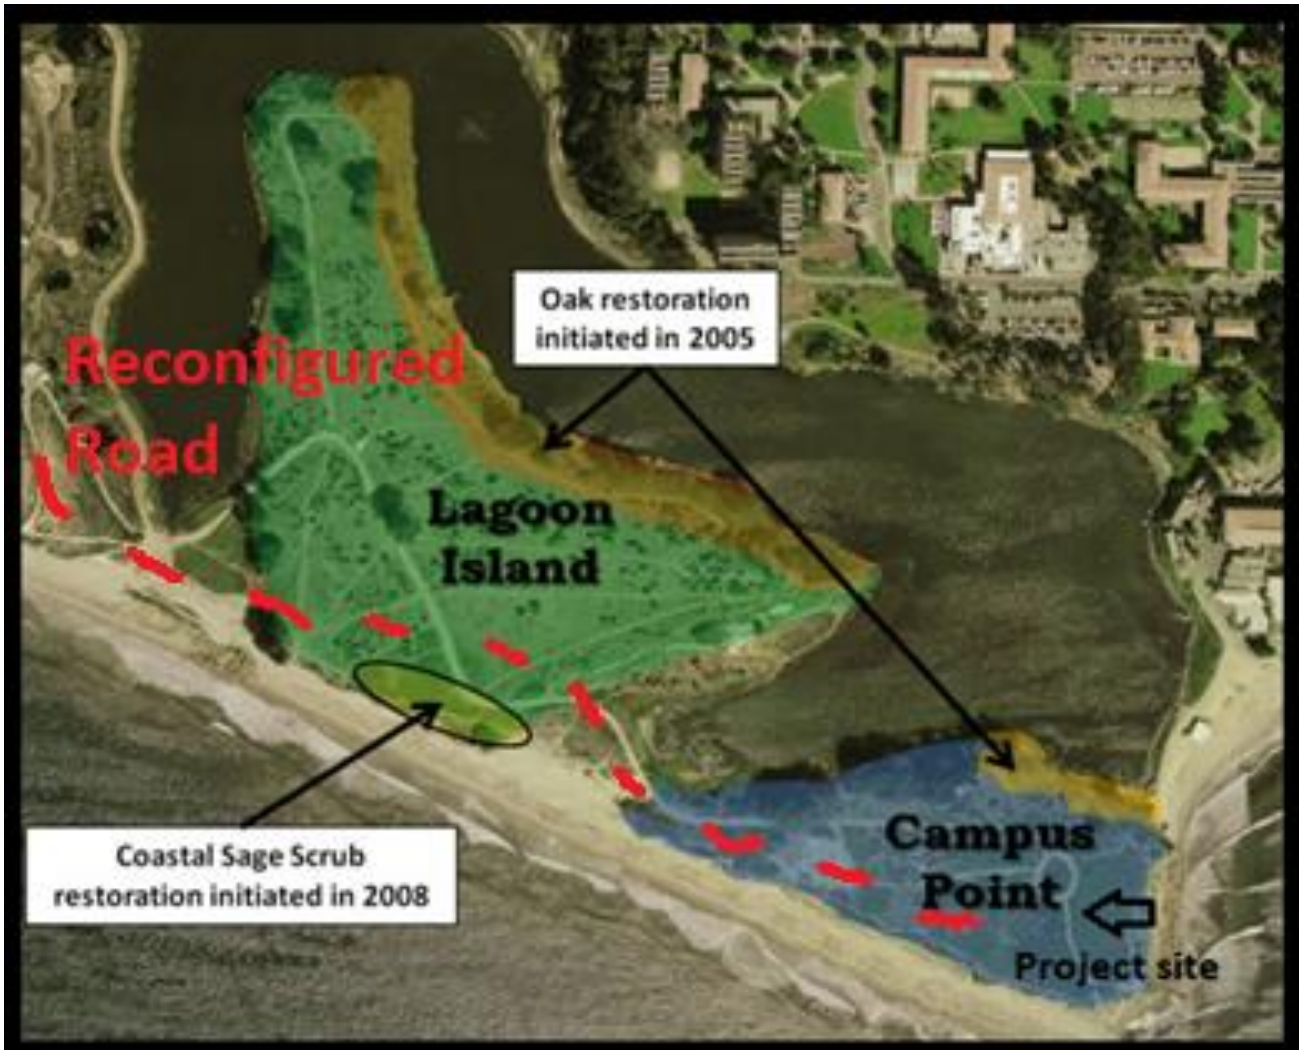 Oak restoration
initiated in 2005
Reconfigured
Road
Lagoon
Island
Coastal Sage Scrub
restoration initiated in 2008
Campus
Point
Project site